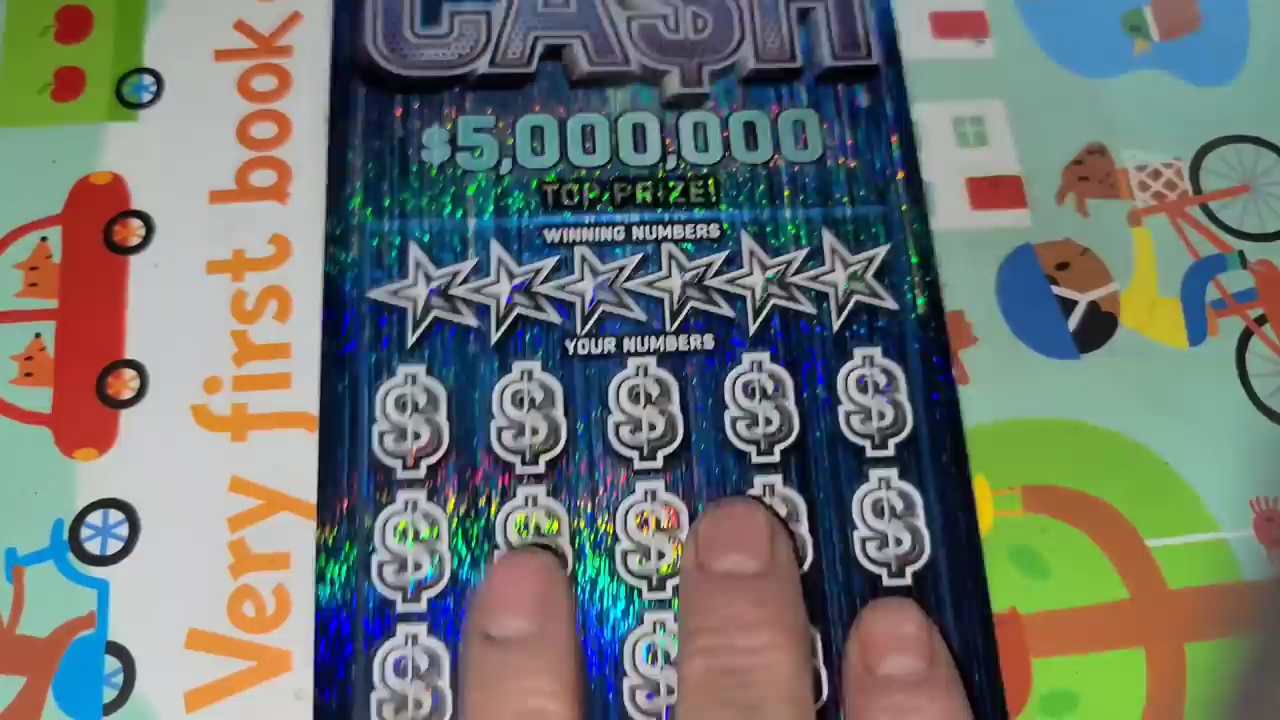 CA$H
$5,000,000
TOP PRIZE!
WINNING NUMBERS
YOUR NUMBERS
Very first book